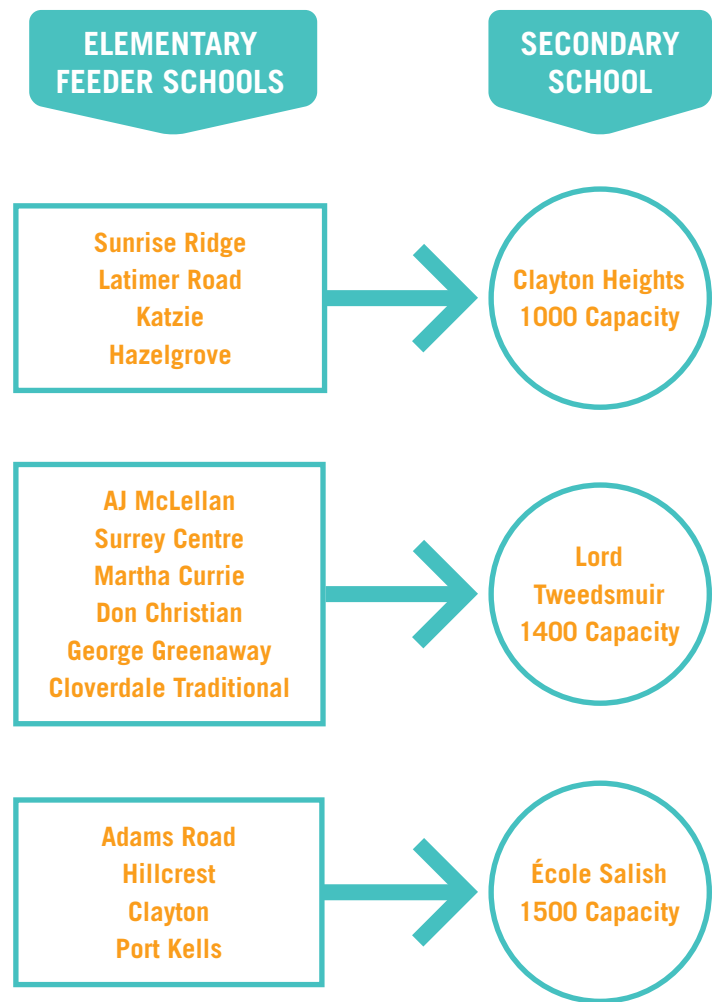 ELEMENTARY
FEEDER SCHOOLS
SECONDARY
SCHOOL
Sunrise Ridge
Latimer Road
Katzie
Hazelgrove
Clayton Heights
1000 Capacity
AJ McLellan
Surrey Centre
Martha Currie
Don Christian
George Greenaway
Cloverdale Traditional
Lord
Tweedsmuir
1400 Capacity
Adams Road
Hillcrest
Clayton
Port Kells
École Salish
1500 Capacity